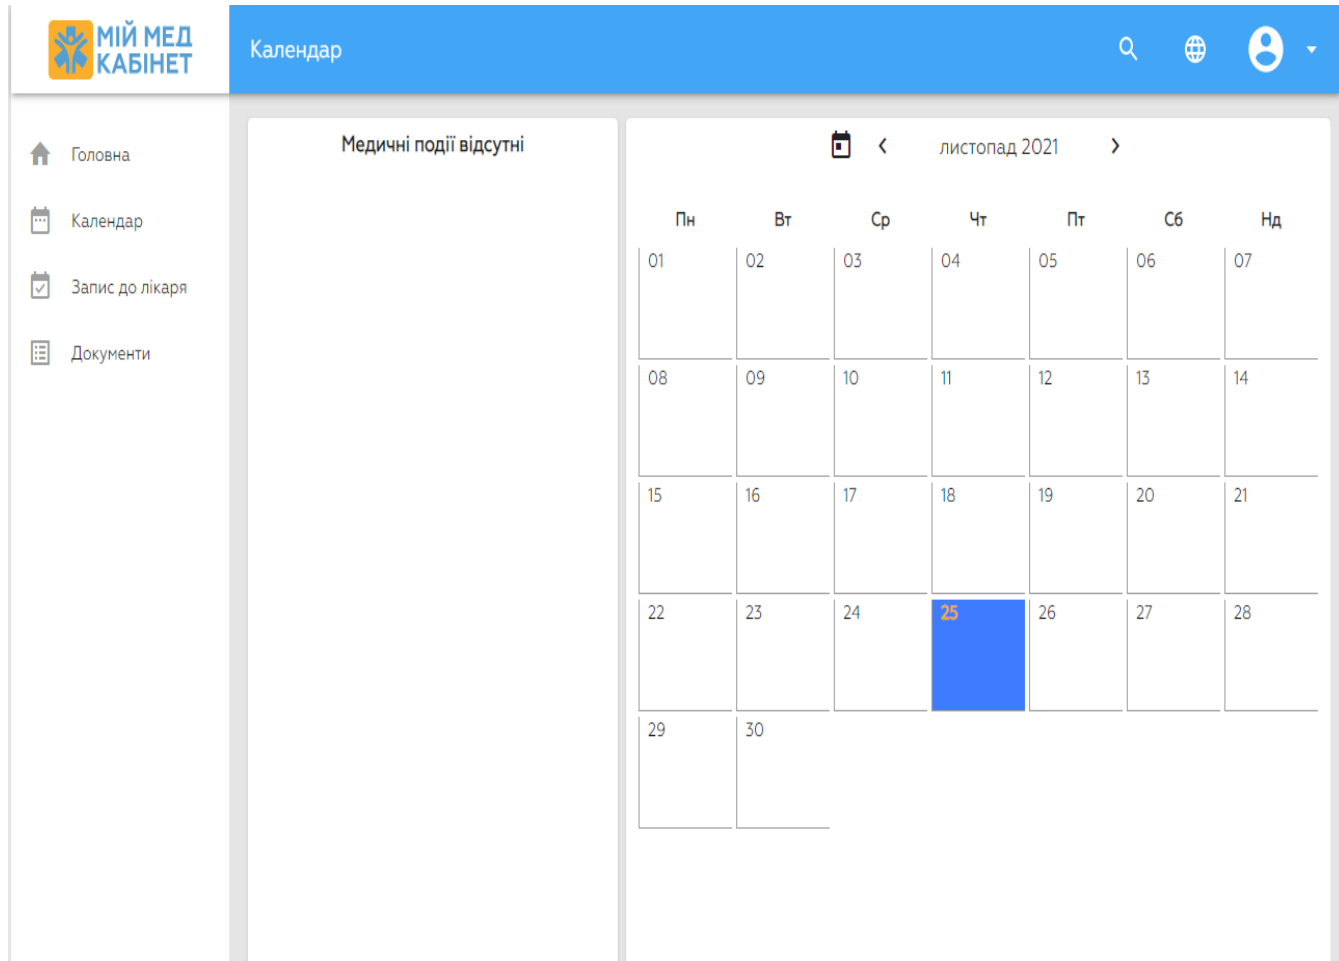 МІЙ МЕД
КАБІНЕТ
Календар
Головна
Календар
Запис до лікаря
Документи
Медичні події відсутні
листопад 2021
Пн Вт Ср Чт Пт Сб Нд
01 02 03 04 05 06 07
08 09 10 11 12 13 14
15 16 17 18 19 20 21
22 23 24 25 26 27 28
29 30